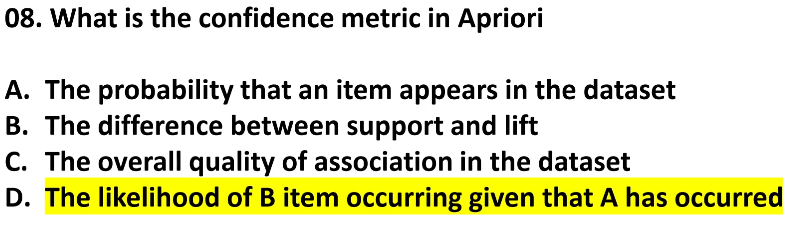 08. What is the confidence metric in Apriori
A. The probability that an item appears in the dataset
B. The difference between support and lift
C. The overall quality of association in the dataset
D. The likelihood of B item occurring given that A has occurred